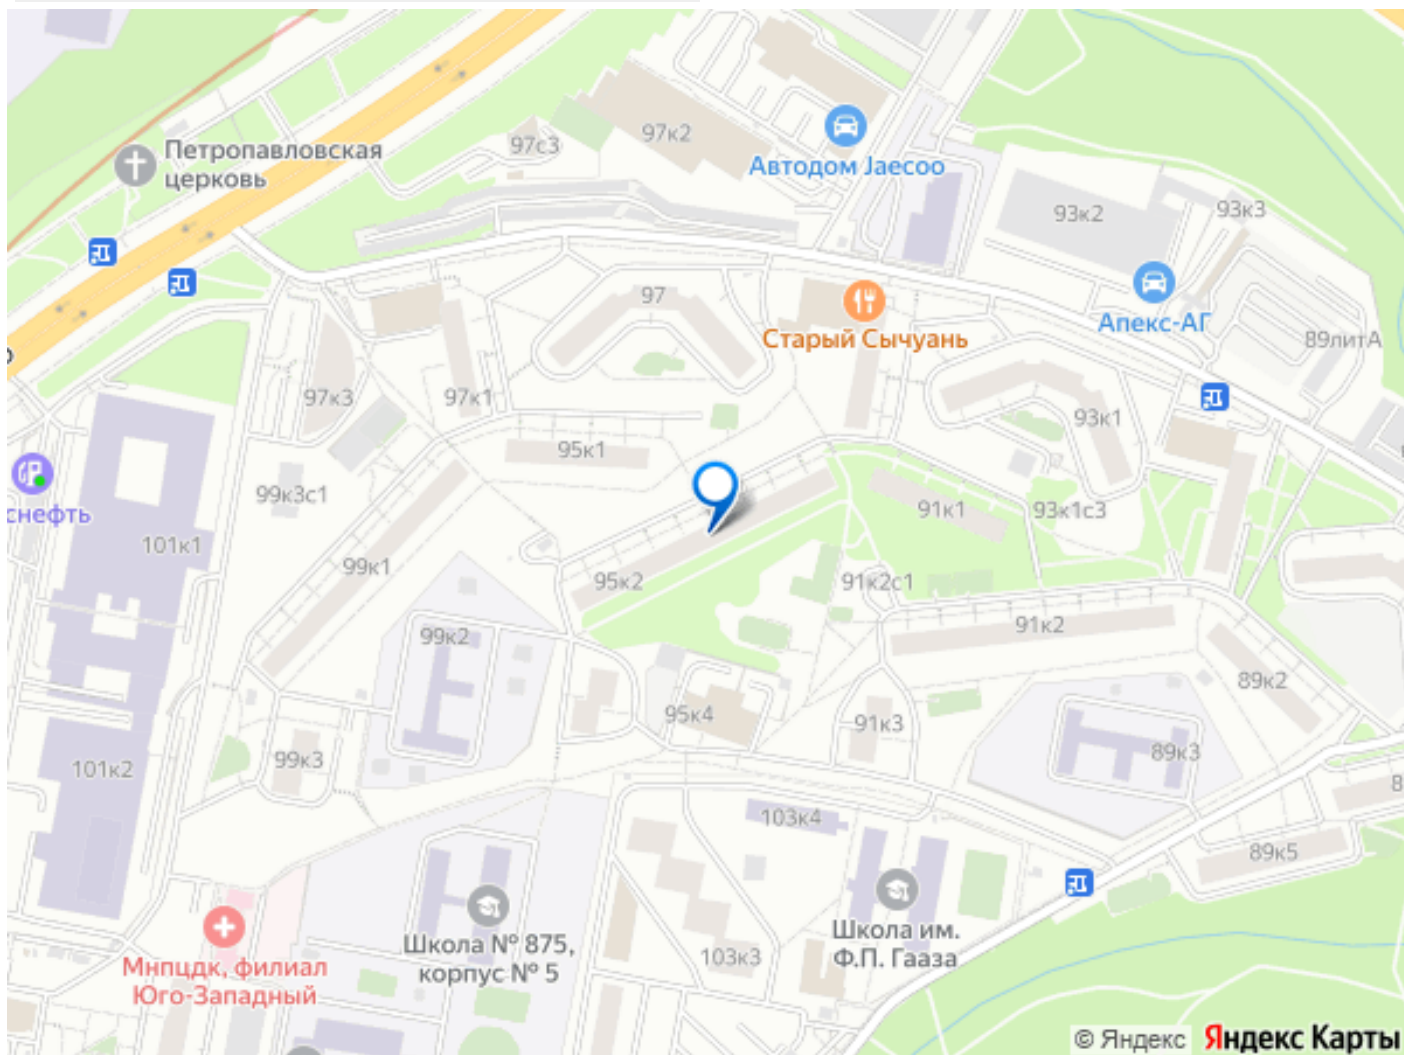 97к2
97с3
Автодом Jaecoo
Петропавловская
церковь
93к2
93к3
97
Старый Сычуань
Апекс-АГ
89литА
97к3
97к1
93к1
95к1
99к3с1
91к1
93к1с3
снефть
101к1
99к1
95к2
91к2с1
99к2
91к2
89к2
95к4
91к3
99к3
89к3
101к2
103к4
89к5
Школа № 875,
корпус № 5
Школа им.
Ф.П. Гааза
103к3
Мнпцдк, филиал
Юго-Западный
© Яндекс Яндекс Карты